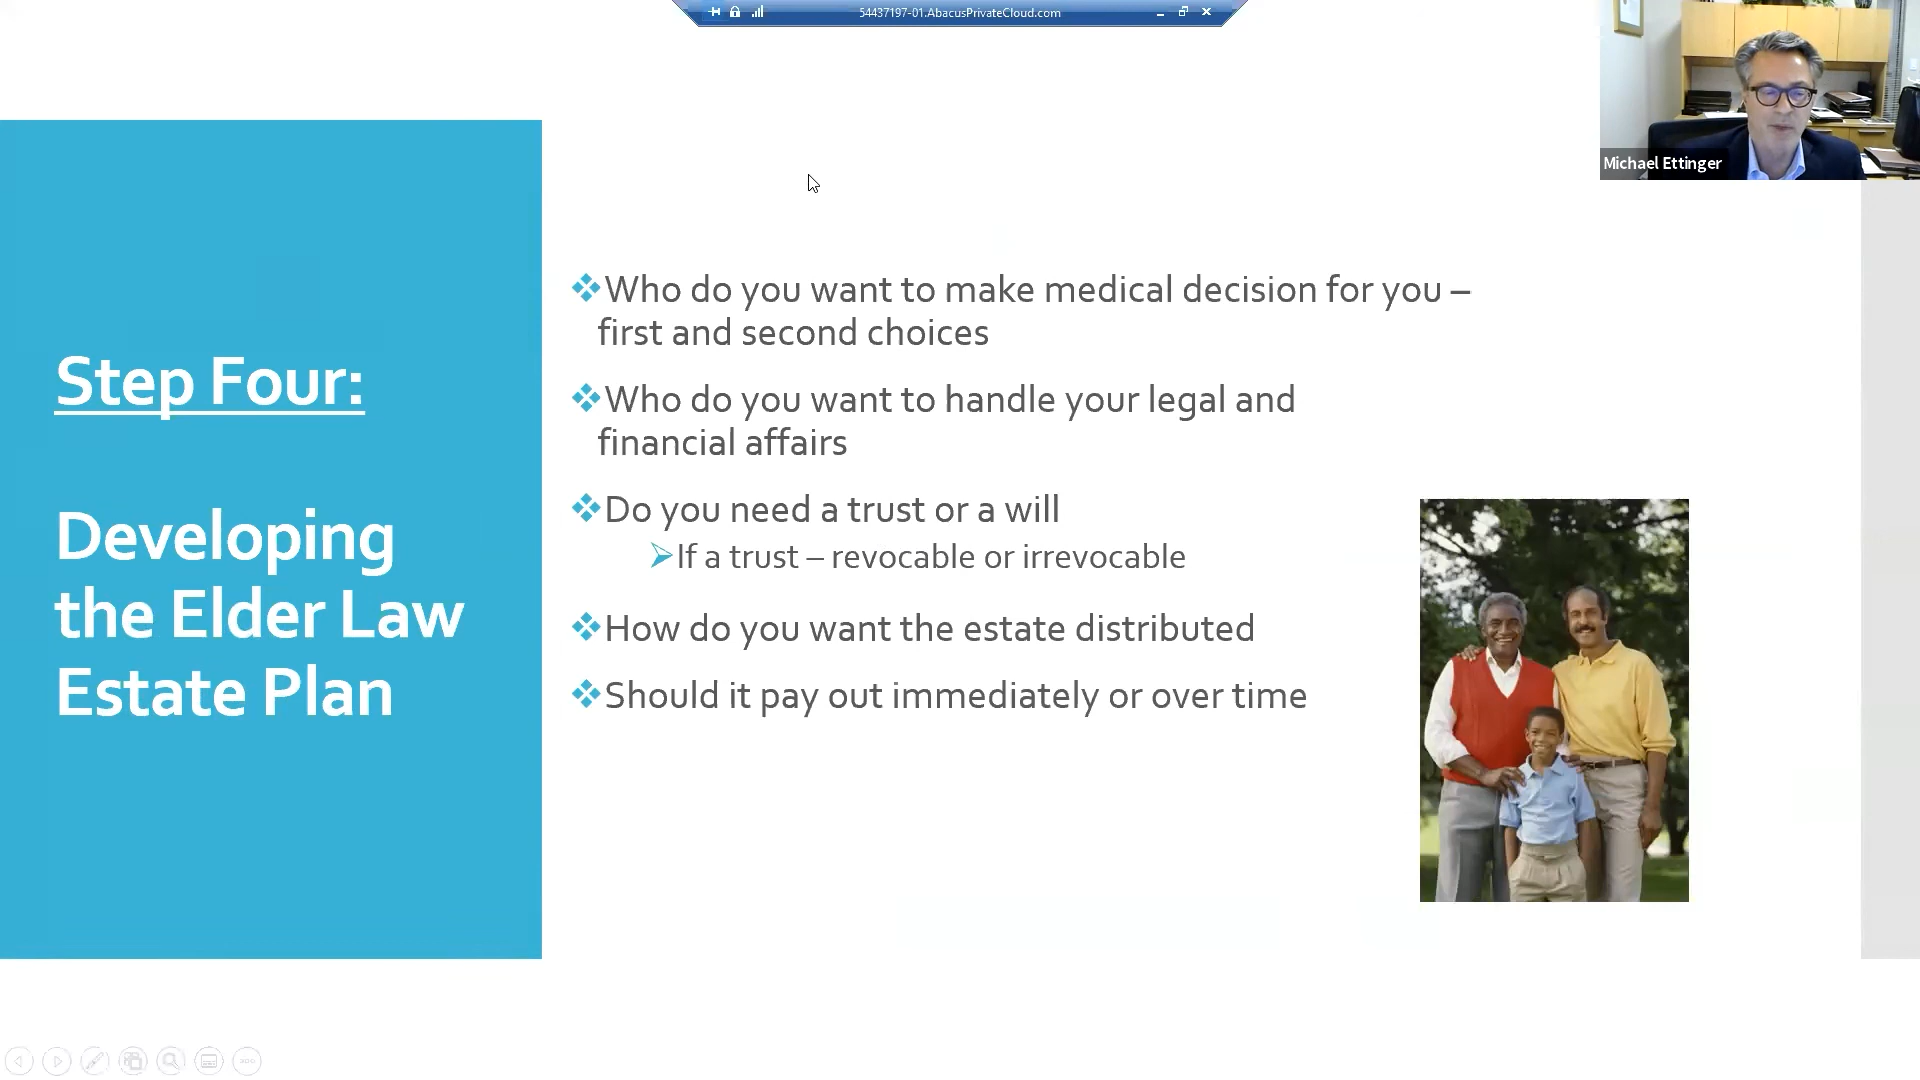 54437197-01.AbacusPrivateCloud.com
Michael Ettinger
Step Four:
Developing
the Elder Law
Estate Plan
Who do you want to make medical decision for you –
first and second choices
Who do you want to handle your legal and
financial affairs
Do you need a trust or a will
If a trust – revocable or irrevocable
How do you want the estate distributed
Should it pay out immediately or over time